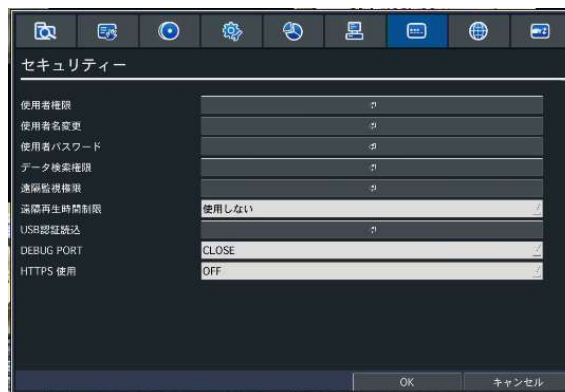 セキュリティー
使用者権限
使用者名変更
使用者パスワード
データ検索権限
遠隔監視権限
遠隔再生時間制限 使用しない
USB認証読込
DEBUG PORT CLOSE
HTTPS 使用 OFF
OK キャンセル